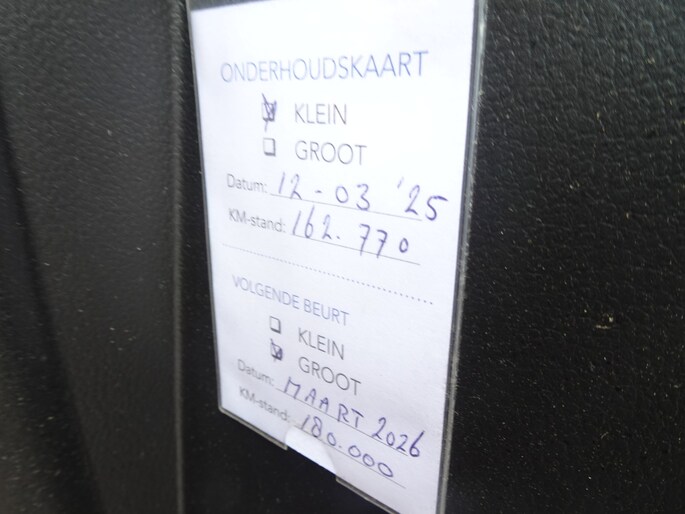 ONDERHOUDSKAART
KLEIN
GROOT
Datum: 12-03 '25
KM-stand: 162.770
VOLGENDE BEURT
KLEIN
GROOT
Datum: MAART 2026
KM-stand: 180.000